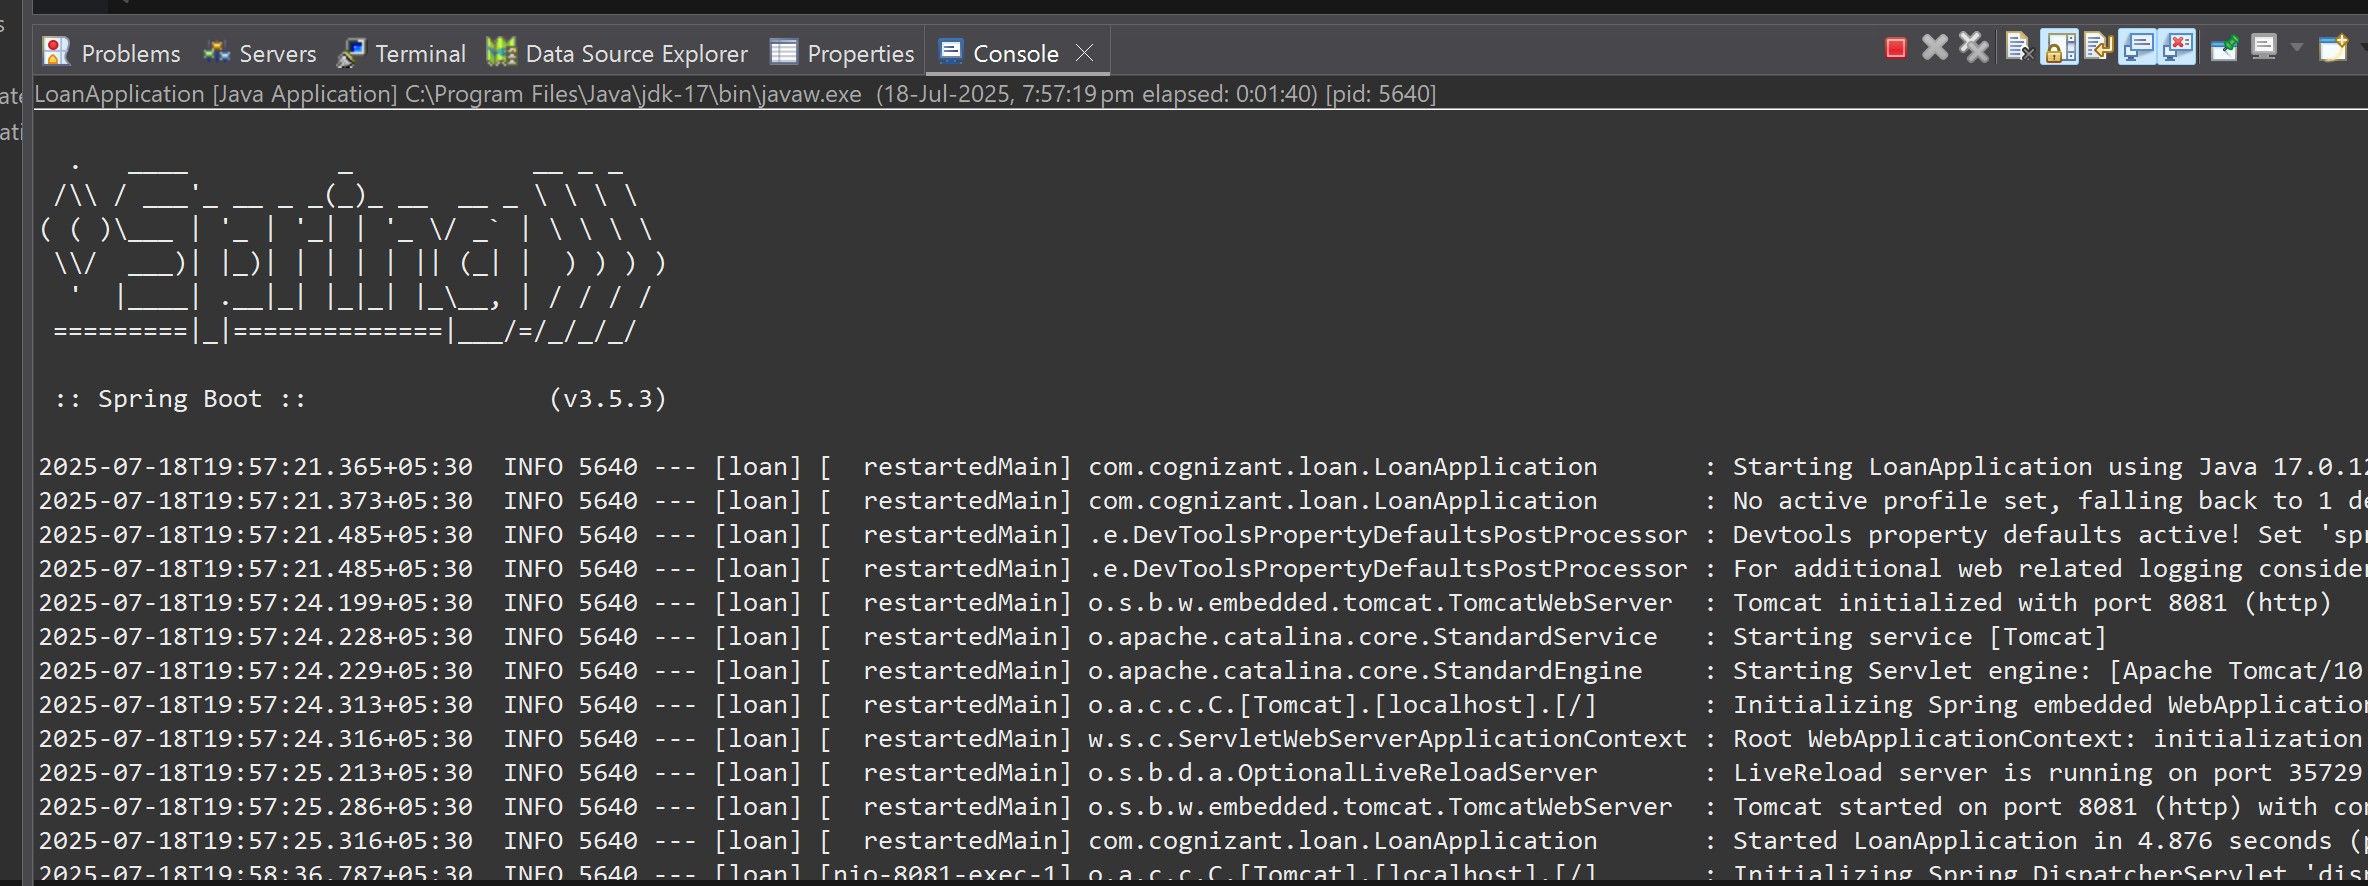 Problems Servers Terminal Data Source Explorer Properties Console
LoanApplication [Java Application] C:\Program Files\Java\jdk-17\bin\javaw.exe (18-Jul-2025, 7:57:19 pm elapsed: 0:01:40) [pid: 5640]
  .   ____          _            __ _ _
 /\\ / ___'_ __ _ _(_)_ __  __ _ \ \ \ \
( ( )\___ | '_ | '_| | '_ \/ _` | \ \ \ \
 \\/  ___)| |_)| | | | | || (_| |  ) ) ) )
  '  |____| .__|_| |_|_| |_\__, | / / / /
 =========|_|==============|___/=/_/_/_/
 :: Spring Boot ::                (v3.5.3)
2025-07-18T19:57:21.365+05:30  INFO 5640 --- [loan] [  restartedMain] com.cognizant.loan.LoanApplication       : Starting LoanApplication using Java 17.0.12
2025-07-18T19:57:21.373+05:30  INFO 5640 --- [loan] [  restartedMain] com.cognizant.loan.LoanApplication       : No active profile set, falling back to 1 de
2025-07-18T19:57:21.485+05:30  INFO 5640 --- [loan] [  restartedMain] .e.DevToolsPropertyDefaultsPostProcessor : Devtools property defaults active! Set 'spr
2025-07-18T19:57:21.485+05:30  INFO 5640 --- [loan] [  restartedMain] .e.DevToolsPropertyDefaultsPostProcessor : For additional web related logging consider
2025-07-18T19:57:24.199+05:30  INFO 5640 --- [loan] [  restartedMain] o.s.b.w.embedded.tomcat.TomcatWebServer  : Tomcat initialized with port 8081 (http)
2025-07-18T19:57:24.228+05:30  INFO 5640 --- [loan] [  restartedMain] o.apache.catalina.core.StandardService   : Starting service [Tomcat]
2025-07-18T19:57:24.229+05:30  INFO 5640 --- [loan] [  restartedMain] o.apache.catalina.core.StandardEngine    : Starting Servlet engine: [Apache Tomcat/10
2025-07-18T19:57:24.313+05:30  INFO 5640 --- [loan] [  restartedMain] o.a.c.c.C.[Tomcat].[localhost].[/]       : Initializing Spring embedded WebApplication
2025-07-18T19:57:24.316+05:30  INFO 5640 --- [loan] [  restartedMain] w.s.c.ServletWebServerApplicationContext : Root WebApplicationContext: initialization
2025-07-18T19:57:25.213+05:30  INFO 5640 --- [loan] [  restartedMain] o.s.b.d.a.OptionalLiveReloadServer       : LiveReload server is running on port 35729
2025-07-18T19:57:25.286+05:30  INFO 5640 --- [loan] [  restartedMain] o.s.b.w.embedded.tomcat.TomcatWebServer  : Tomcat started on port 8081 (http) with con
2025-07-18T19:57:25.316+05:30  INFO 5640 --- [loan] [  restartedMain] com.cognizant.loan.LoanApplication       : Started LoanApplication in 4.876 seconds (p
2025-07-18T19:58:36.787+05:30  INFO 5640 --- [loan] [nio-8081-exec-1] o.a.c.c.C.[Tomcat].[localhost].[/]       : Initializing Spring DispatcherServlet 'disp